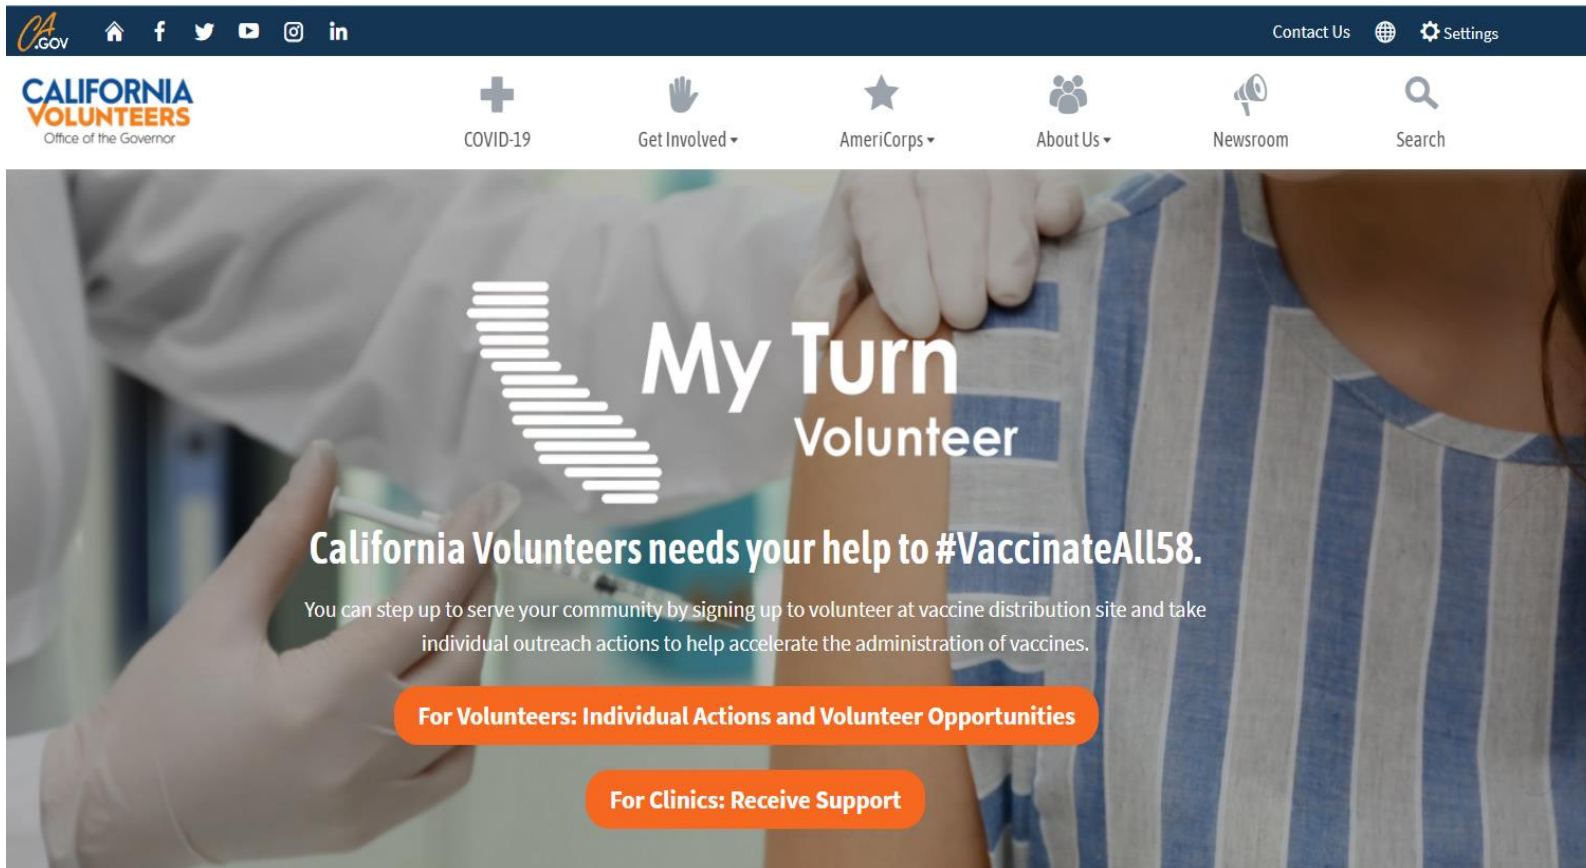 CA
.GOV
Contact Us
Settings
CALIFORNIA
VOLUNTEERS
Office of the Governor
COVID-19
Get Involved
AmeriCorps
About Us
Newsroom
Search
My Turn
Volunteer
California Volunteers needs your help to #VaccinateAll58.
You can step up to serve your community by signing up to volunteer at vaccine distribution site and take
individual outreach actions to help accelerate the administration of vaccines.
For Volunteers: Individual Actions and Volunteer Opportunities
For Clinics: Receive Support